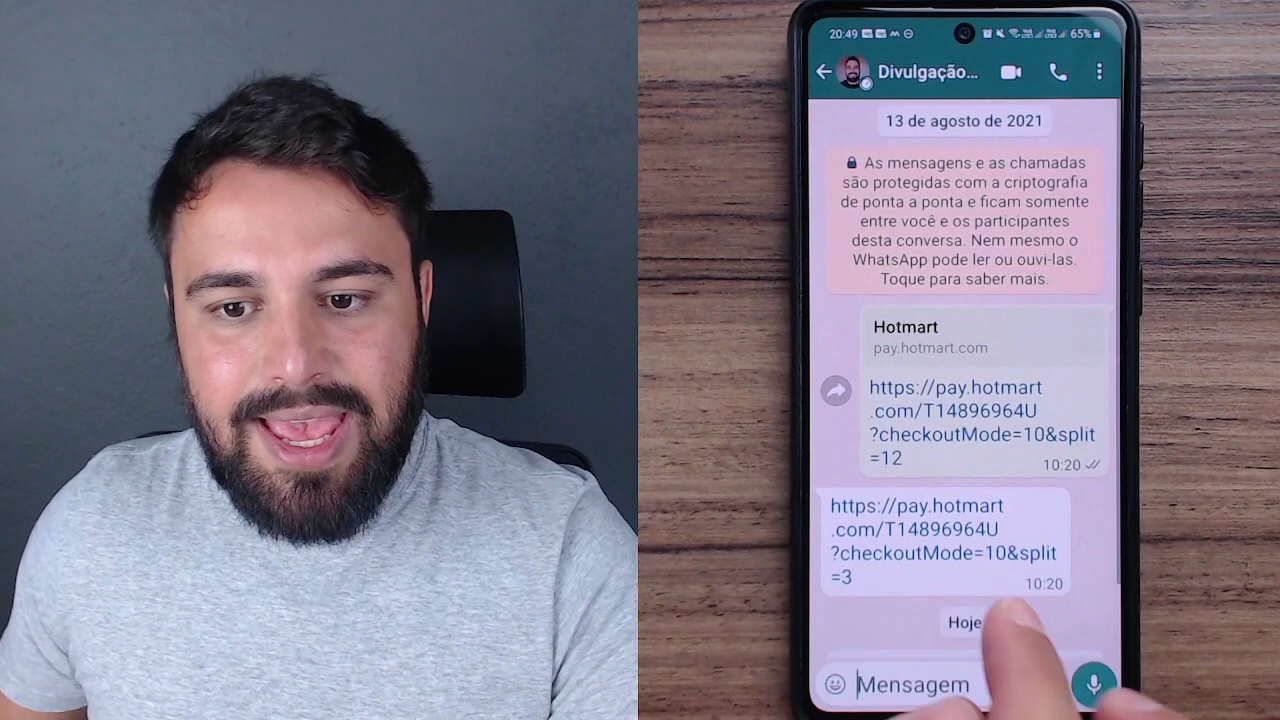 20:49
65%
Divulgação...
13 de agosto de 2021
As mensagens e as chamadas
são protegidas com a criptografia
de ponta a ponta e ficam somente
entre você e os participantes
desta conversa. Nem mesmo o
WhatsApp pode ler ou ouvi-las.
Toque para saber mais.
Hotmart
pay.hotmart.com
https://pay.hotmart
.com/T14896964U
?checkoutMode=10&split
=12
10:20
https://pay.hotmart
.com/T14896964U
?checkoutMode=10&split
=3
10:20
Hoje
Mensagem